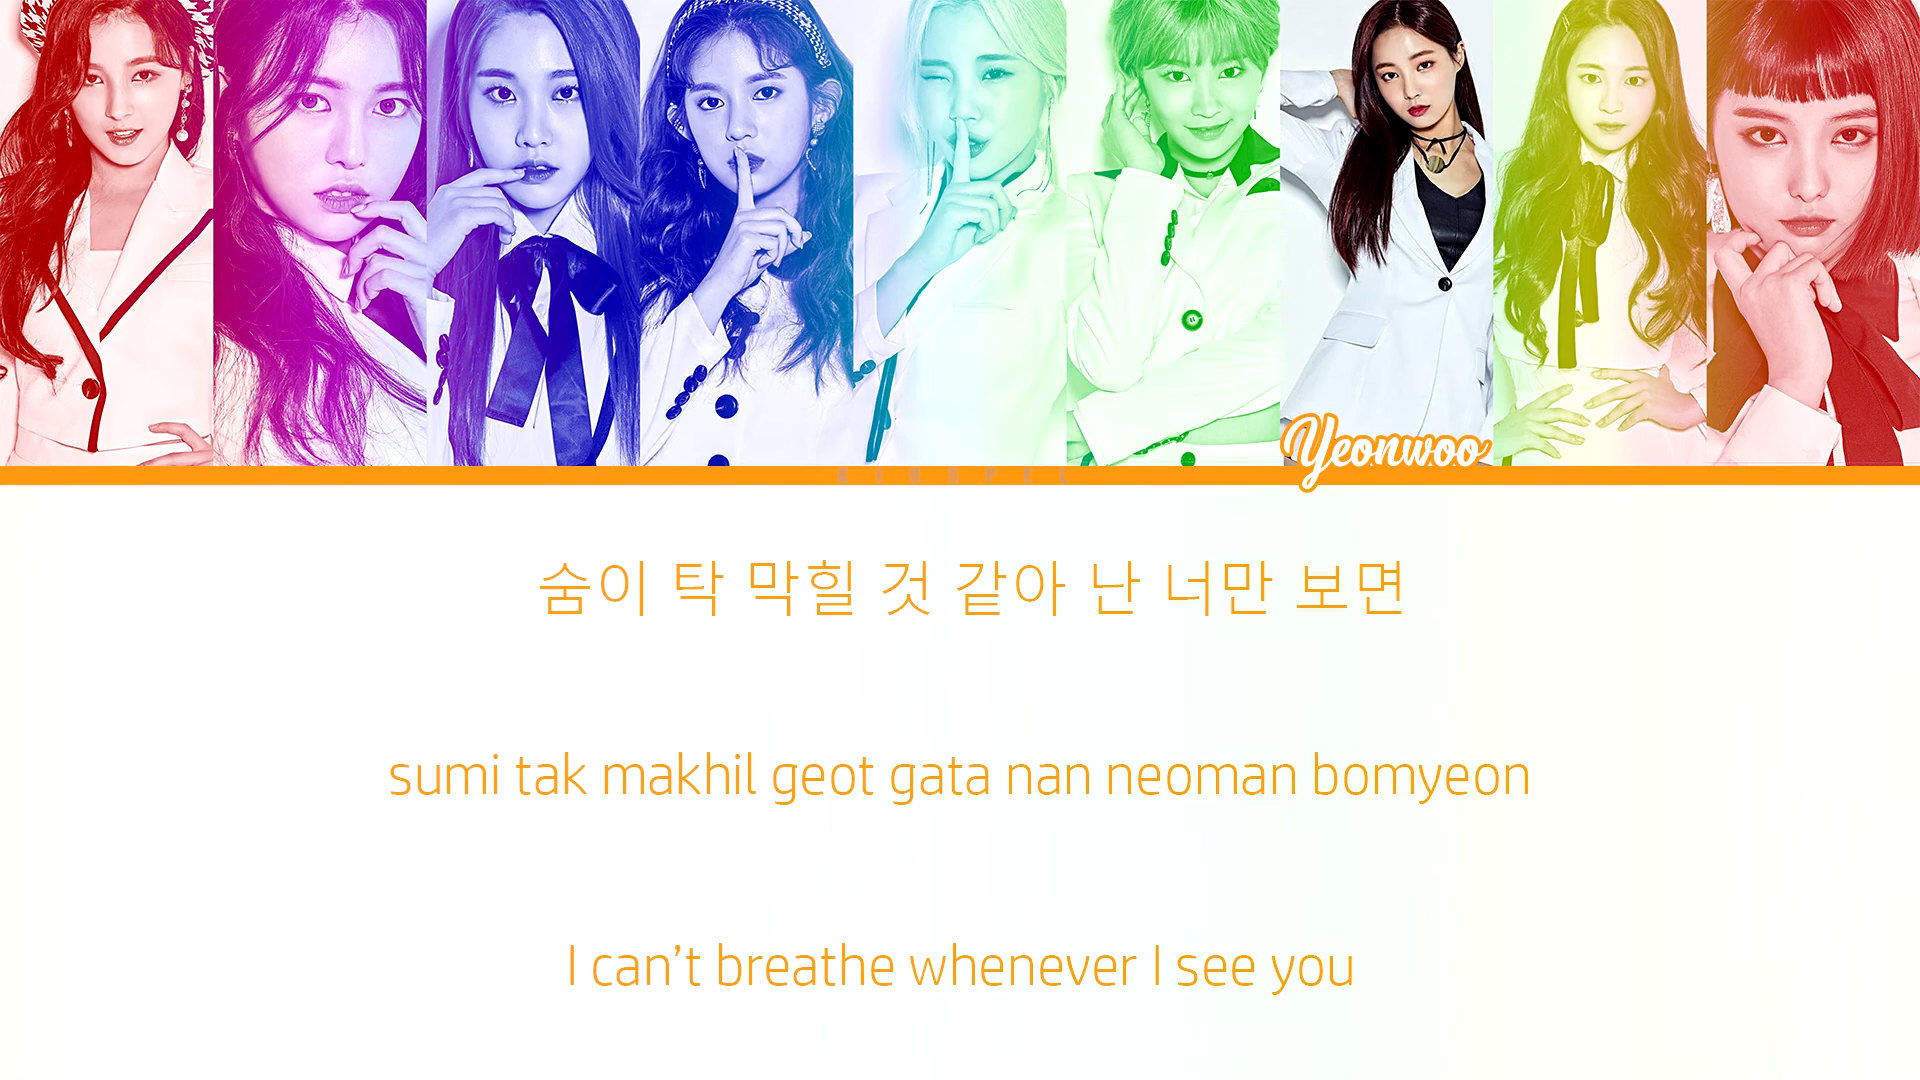 Yeonwoo
숨이 탁 막힐 것 같아 난 너만 보면
sumi tak makhil geot gata nan neoman bomyeon
I can’t breathe whenever I see you